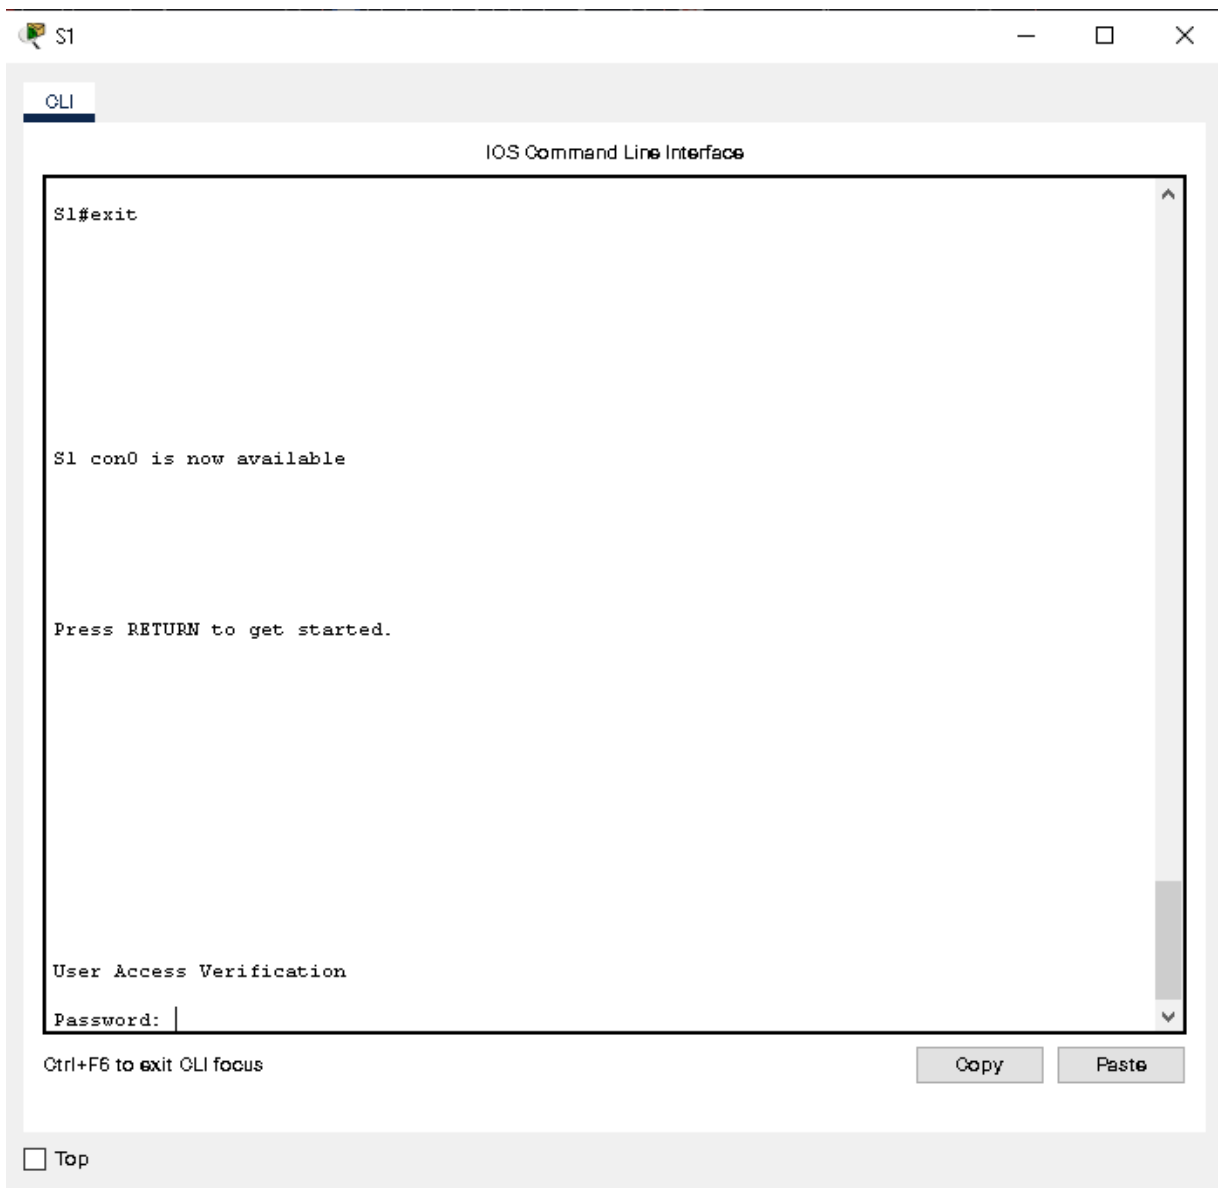 S1
CLI
IOS Command Line Interface
S1#exit
S1 con0 is now available
Press RETURN to get started.
User Access Verification
Password:
Ctrl+F6 to exit CLI focus
Copy
Paste
Top